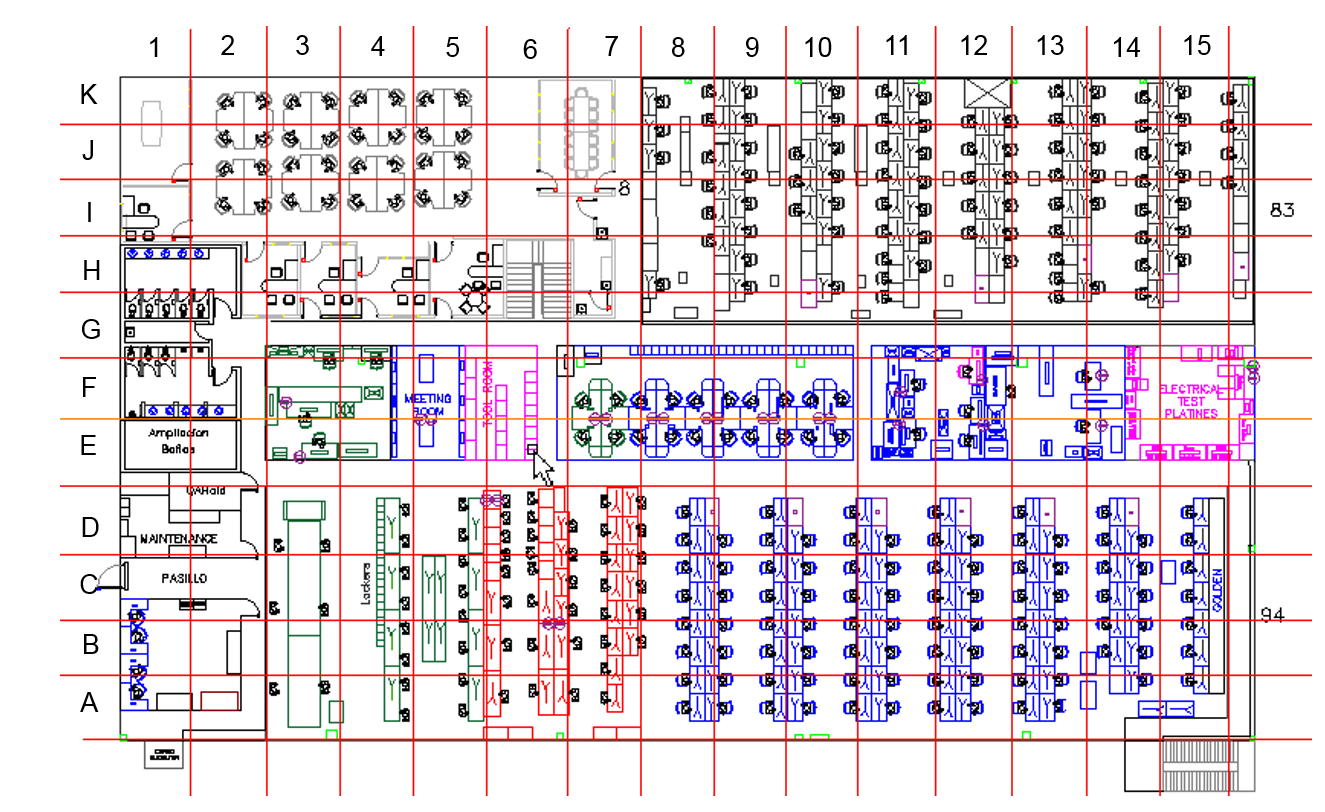 1 2 3 4 5 6 7 8 9 10 11 12 13 14 15
K
J
I
8
83
H
G
F
MEETING
ROOM
TOOL ROOM
ELECTRICAL
TEST
PLATINES
E
Ampliacion
Baños
D
MAINTENANCE
C
PASILLO
Lockers
GOLDEN
94
B
A